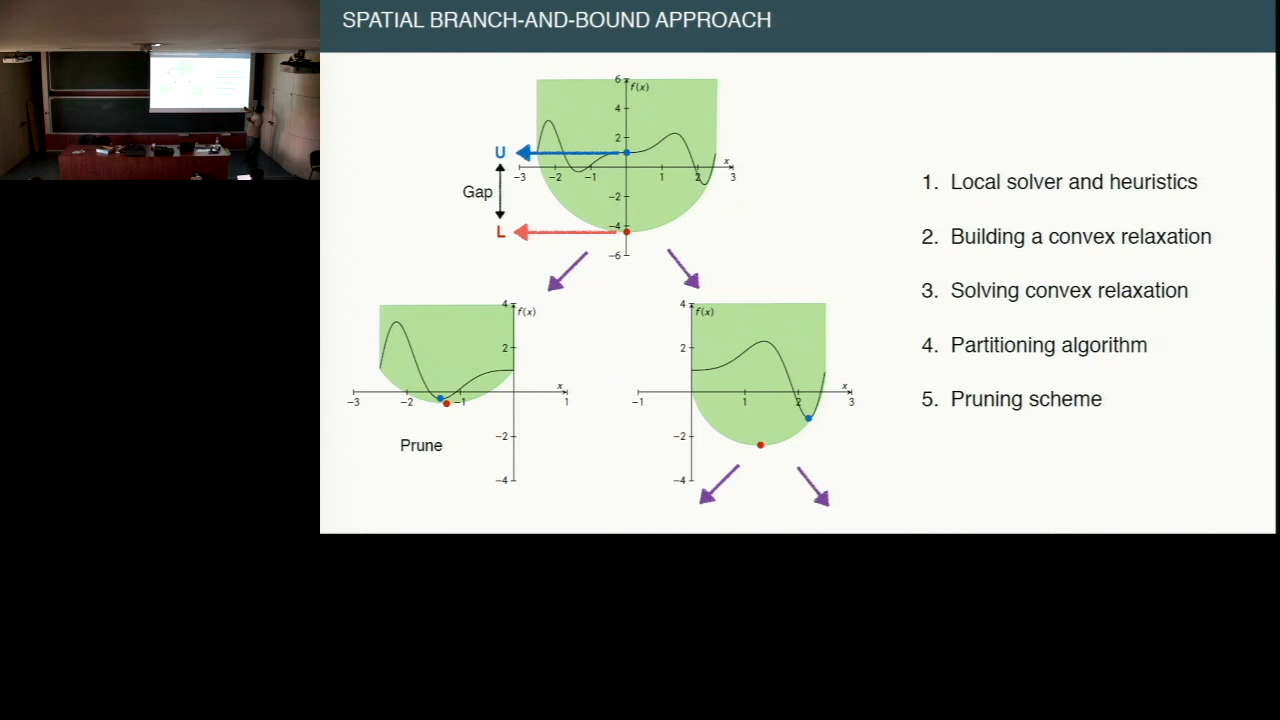 SPATIAL BRANCH-AND-BOUND APPROACH
6
f(x)
4
2
U
x
−3
−2
−1
1
2
3
Gap
−2
L
−4
−6
4
f(x)
2
x
−3
−2
−1
1
−2
−4
Prune
4
f(x)
2
x
−1
1
2
3
−2
−4
1. Local solver and heuristics
2. Building a convex relaxation
3. Solving convex relaxation
4. Partitioning algorithm
5. Pruning scheme